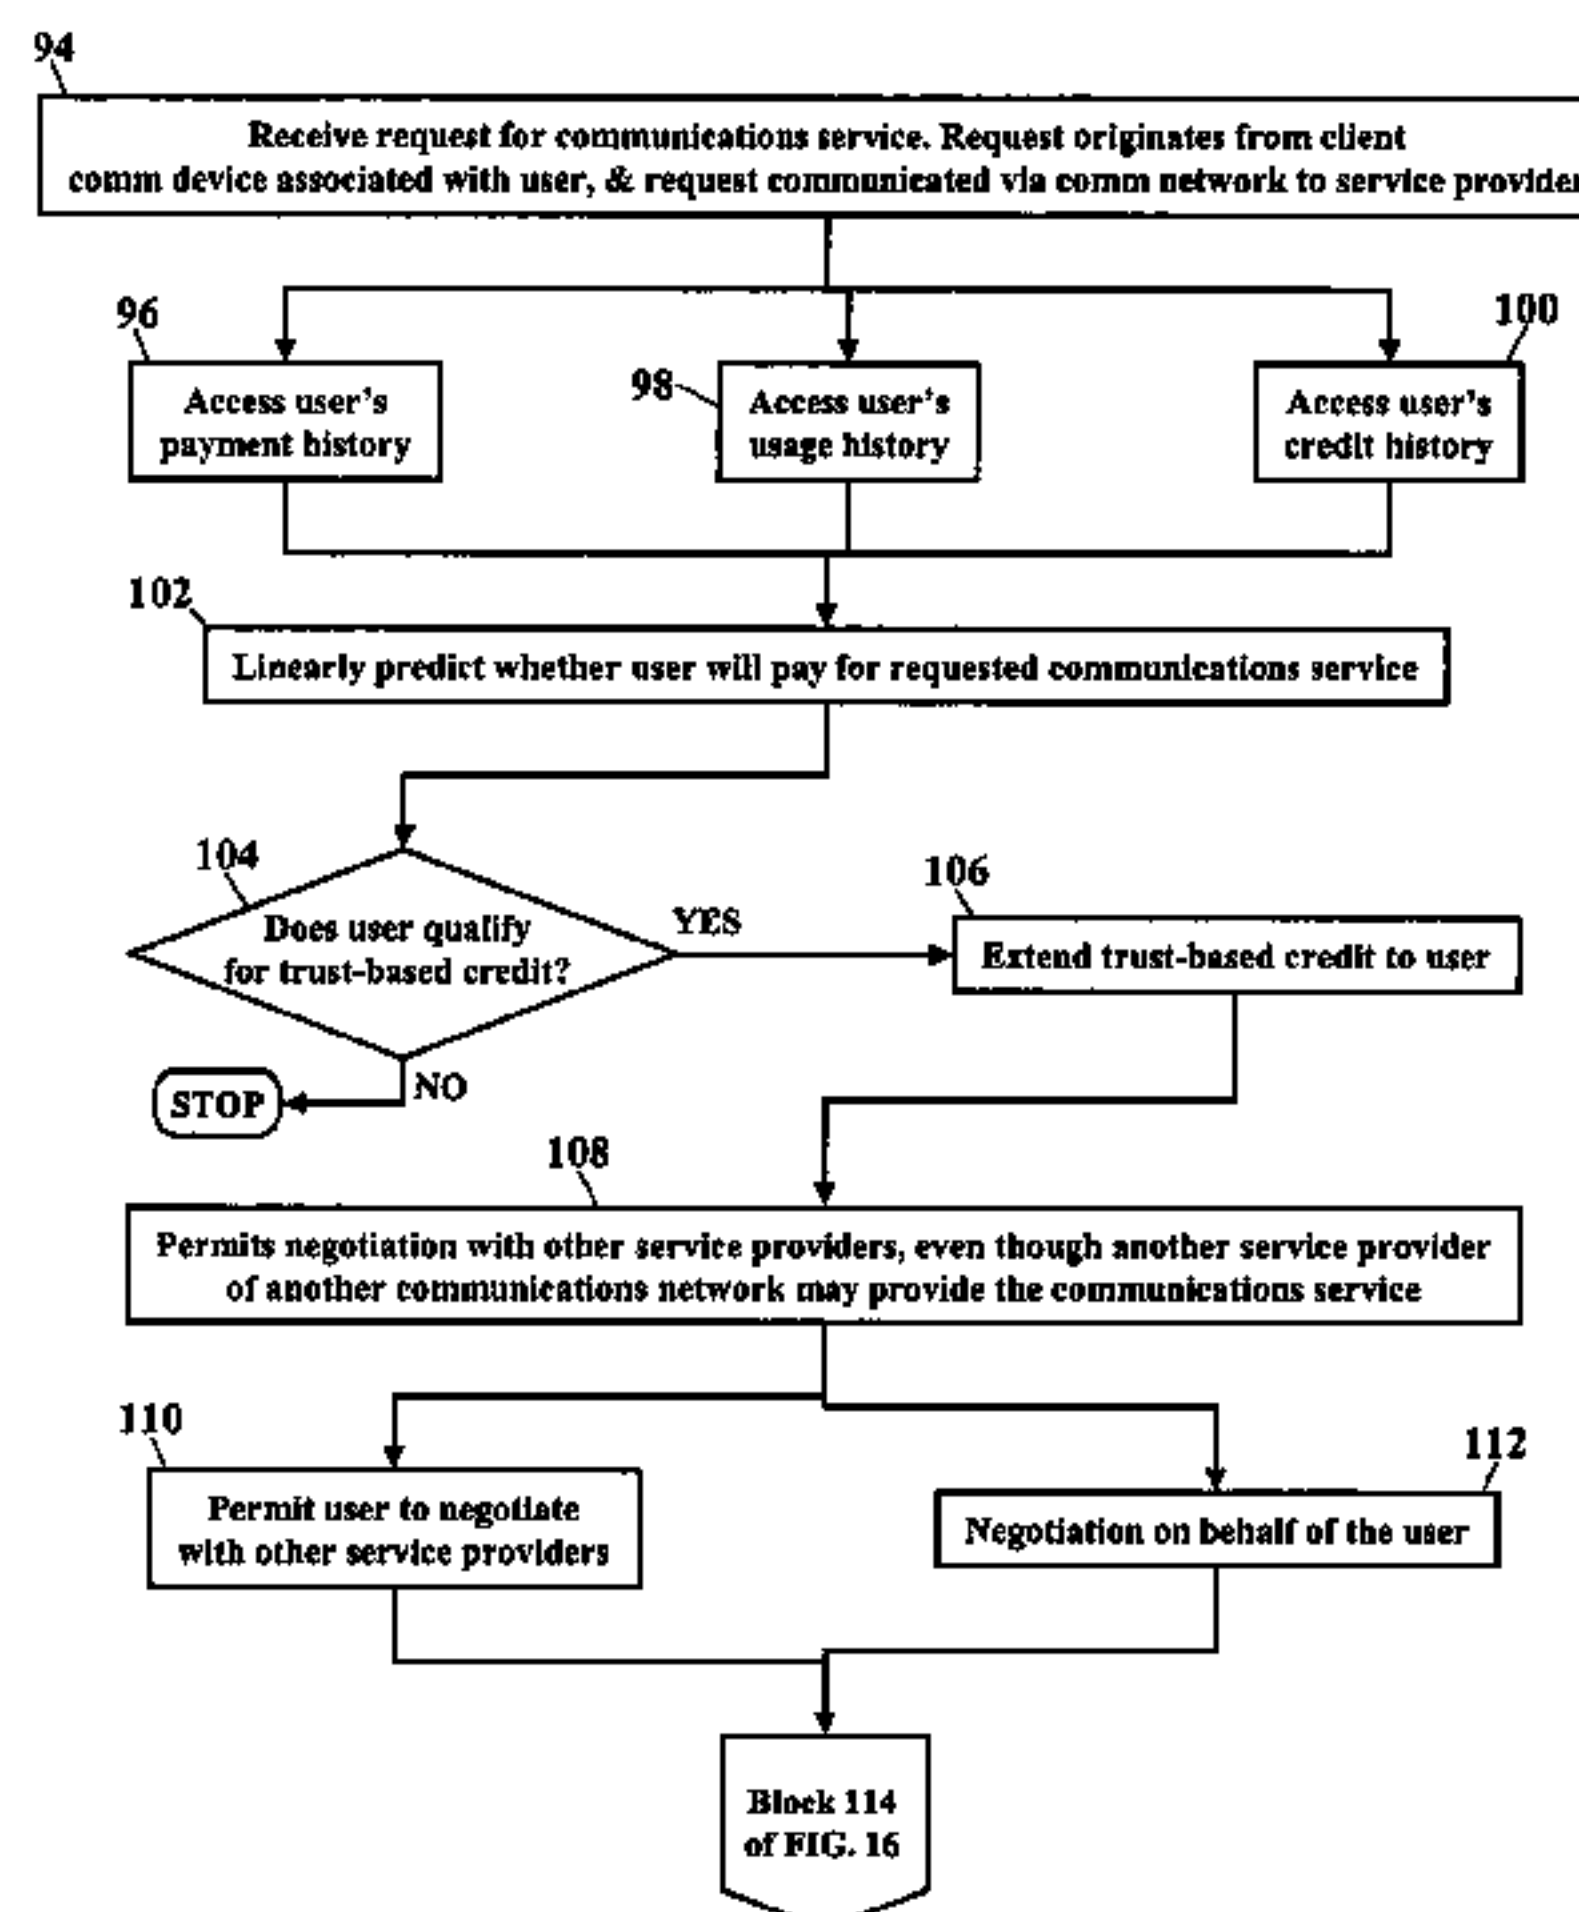 94
Receive request for communications service. Request originates from client
comm device associated with user, & request communicated via comm network to service provider
96
98
100
Access user's
payment history
Access user's
usage history
Access user's
credit history
102
Linearly predict whether user will pay for requested communications service
104
Does user qualify
for trust-based credit?
YES
106
Extend trust-based credit to user
NO
STOP
108
Permits negotiation with other service providers, even though another service provider
of another communications network may provide the communications service
110
Permit user to negotiate
with other service providers
112
Negotiation on behalf of the user
Block 114
of FIG. 16